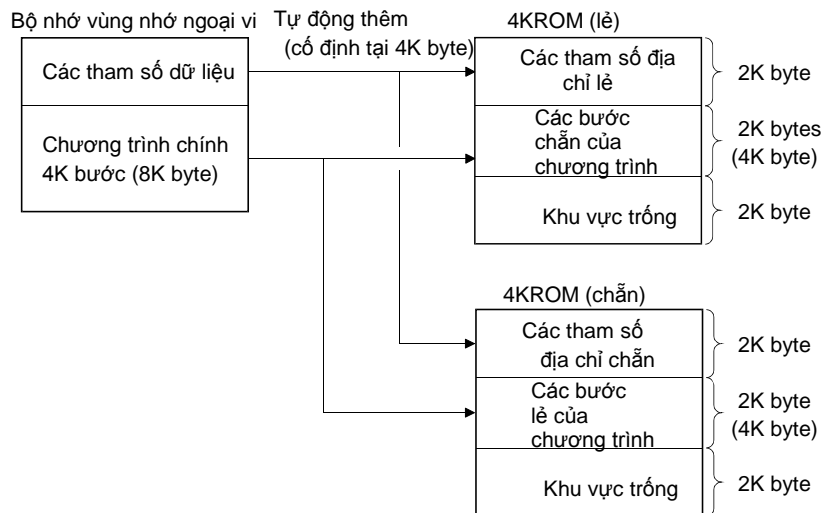 Bộ nhớ vùng nhớ ngoại vi
Các tham số dữ liệu
Chương trình chính
4K bước (8K byte)
Tự động thêm
(cố định tại 4K byte)
4KROM (lẻ)
Các tham số địa
chỉ lẻ
2K byte
Các bước
chẵn của
chương trình
2K bytes
(4K byte)
Khu vực trống
2K byte
4KROM (chẵn)
Các tham số
địa chỉ chẵn
2K byte
Các bước
lẻ của
chương trình
2K byte
(4K byte)
Khu vực trống
2K byte